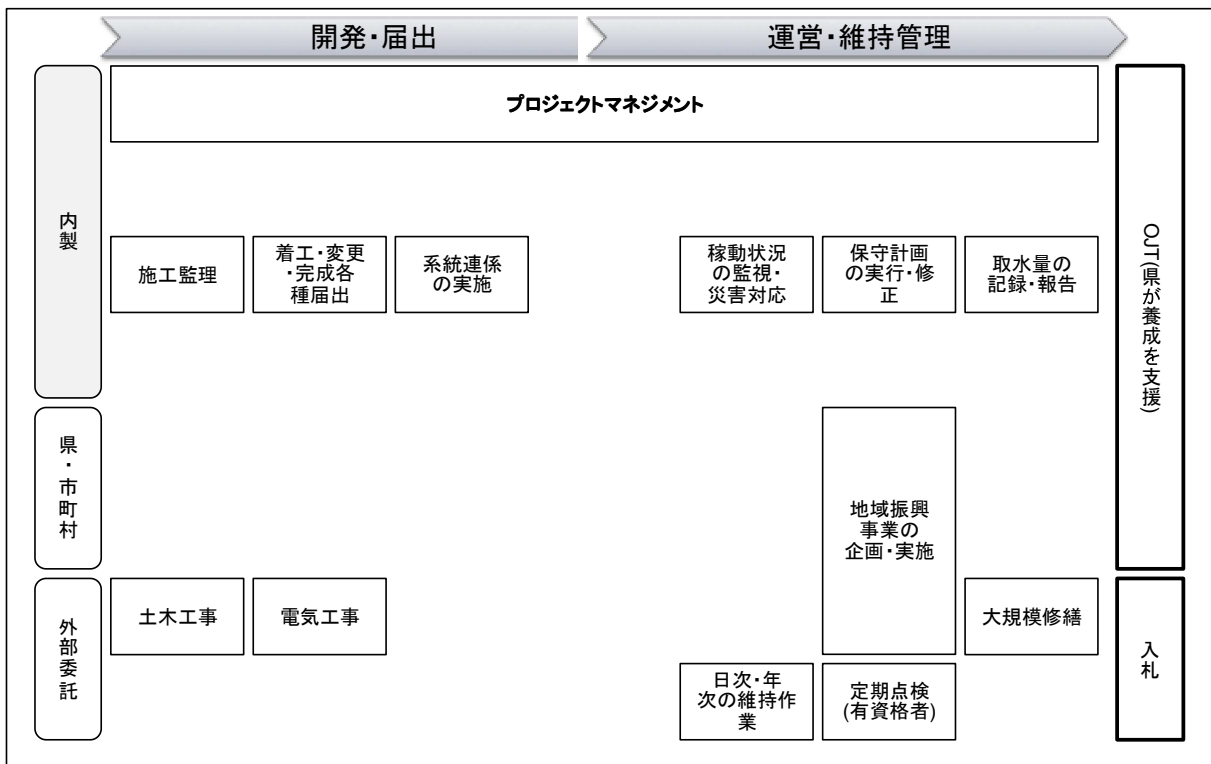 開発・届出
運営・維持管理
プロジェクトマネジメント
内製
施工監理
着工・変更
・完成各
種届出
系統連係
の実施
稼動状況
の監視・
災害対応
保守計画
の実行・修
正
取水量の
記録・報告
OJT(県が養成を支援)
県・市町村
地域振興
事業の
企画・実施
外部委託
土木工事
電気工事
大規模修繕
入札
日次・年
次の維持作
業
定期点検
(有資格者)